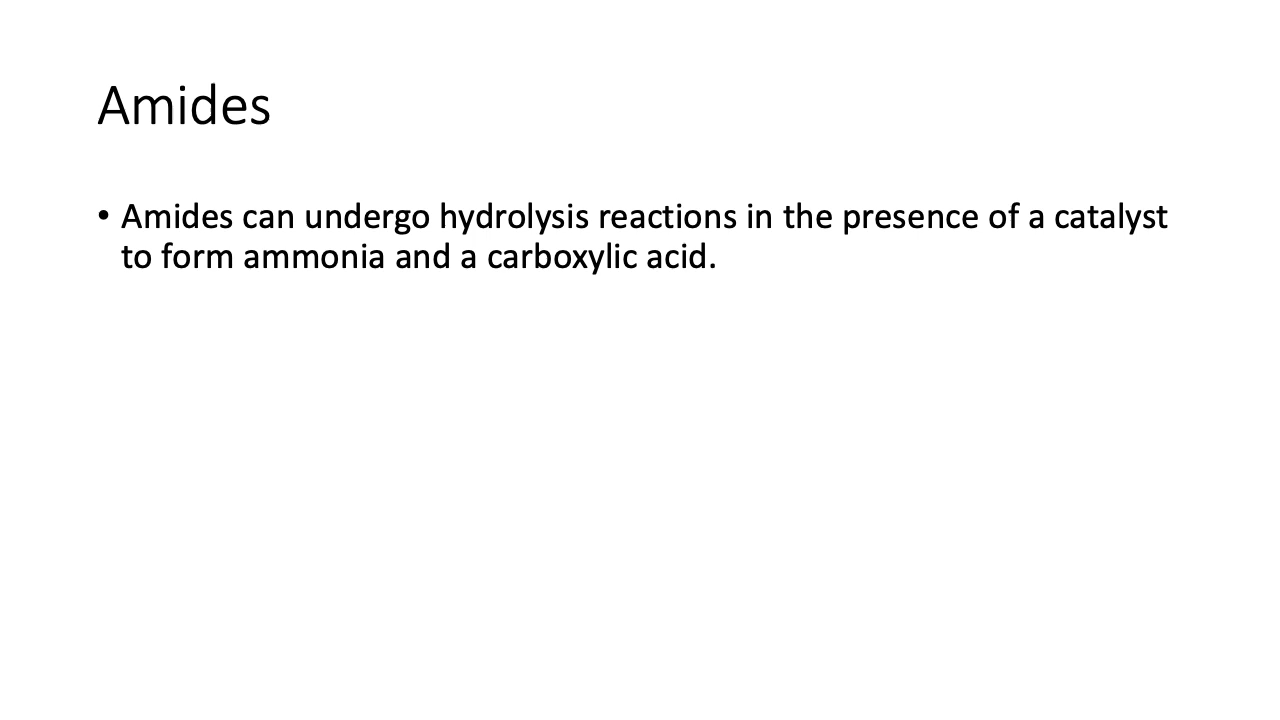 Amides
• Amides can undergo hydrolysis reactions in the presence of a catalyst
to form ammonia and a carboxylic acid.